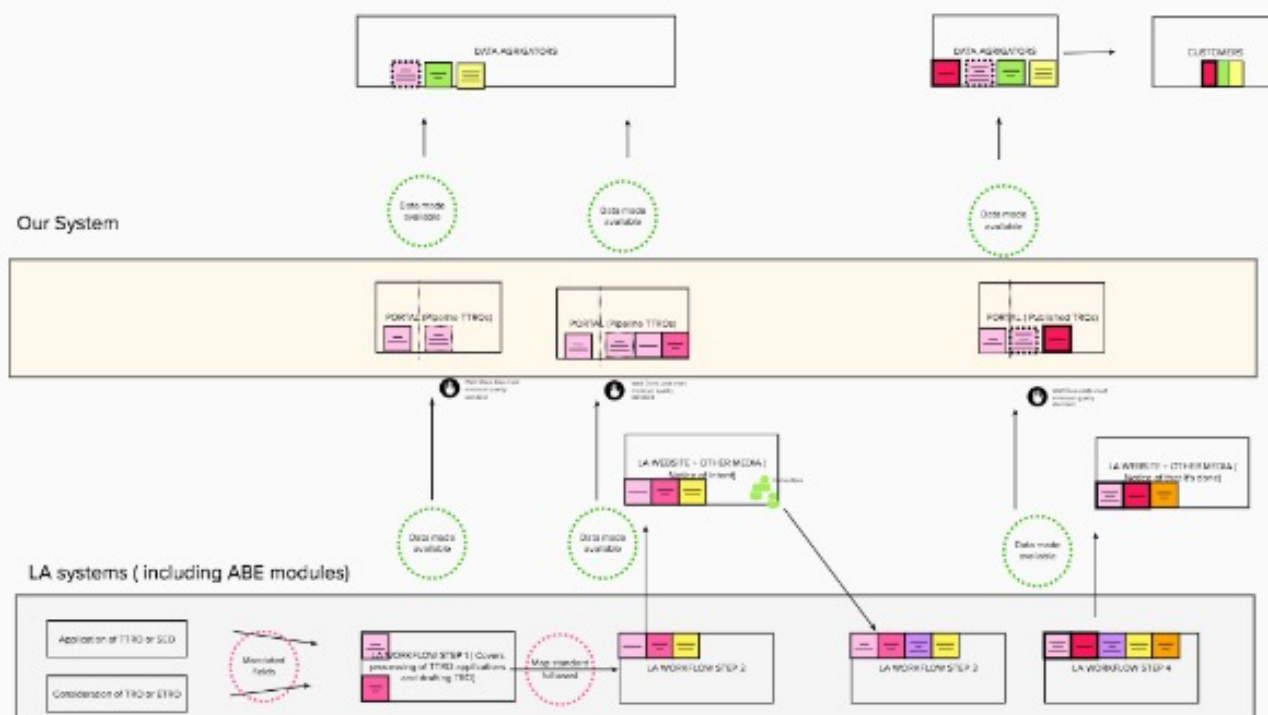 DATA AGRIGATORS
DATA AGRIGATORS
CUSTOMERS
Data made
available
Data made
available
Data made
available
Our System
PORTAL (Pipeline TTROs)
PORTAL (Pipeline TTROs)
PORTAL ( Published TROs)
LA WEBSITE + OTHER MEDIA (
Notice of Intent)
LA WEBSITE + OTHER MEDIA (
Notice of that it's done)
Data made
available
Data made
available
Data made
available
LA systems ( including ABE modules)
Application of TTRO or SEO
Mandated
fields
Consideration of TRO or ETRO
LA WORKFLOW STEP 1 ( Covers
processing of TTRO applications
and drafting TRO)
Map standard
followed
LA WORKFLOW STEP 2
LA WORKFLOW STEP 3
LA WORKFLOW STEP 4